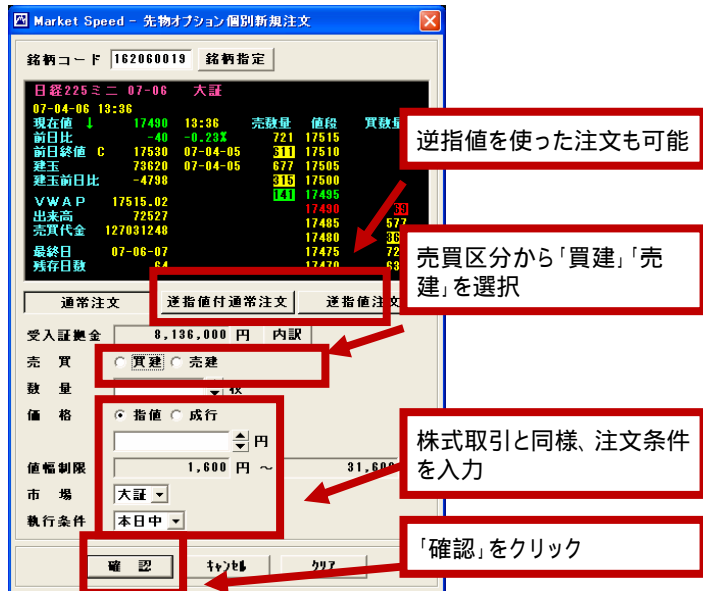 Market Speed - 先物オプション個別新規注文
銘柄コード 162060019 銘柄指定
日経225ミニ 07-06 大証
07-04-06 13:36
現在値 ↓ 17490 13:36 売数量 値段 買数量
前日比 -40 -0.23% 721 17515
前日終値 C 17530 07-04-05 611 17510
建玉 73620 07-04-05 677 17505
建玉前日比 -4798 315 17500
141 17495
VWAP 17515.02 17490
出来高 72527 17485 577
売買代金 127031248 17480
最終日 07-06-07 17475
残存日数 64 17470
逆指値を使った注文も可能
売買区分から「買建」「売建」を選択
通常注文 逆指値付通常注文 逆指値注文
受入証拠金 8,136,000 円 内訳
売 買 買建 売建
数 量 枚
価 格 指値 成行
円
値幅制限 1,600 円 ~ 31,600
市 場 大証
執行条件 本日中
株式取引と同様、注文条件を入力
「確認」をクリック
確 認 キャンセル クリア